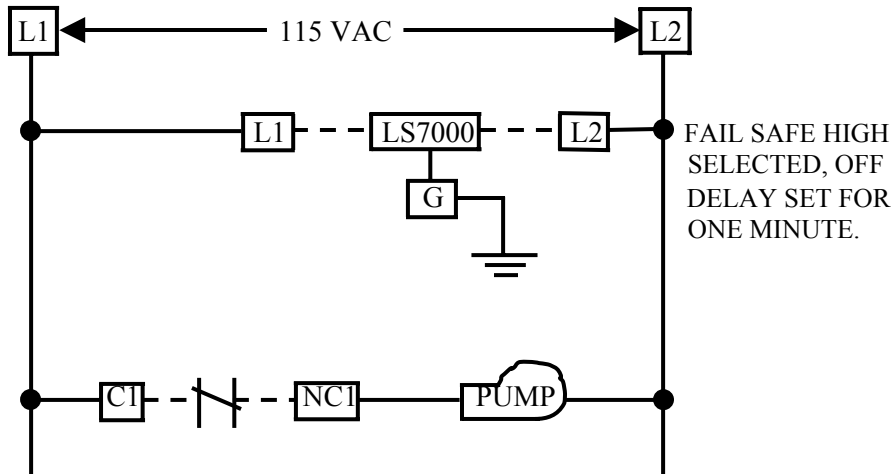 L1 115 VAC L2
L1 LS7000 L2
G
FAIL SAFE HIGH
SELECTED, OFF
DELAY SET FOR
ONE MINUTE.
C1 NC1 PUMP